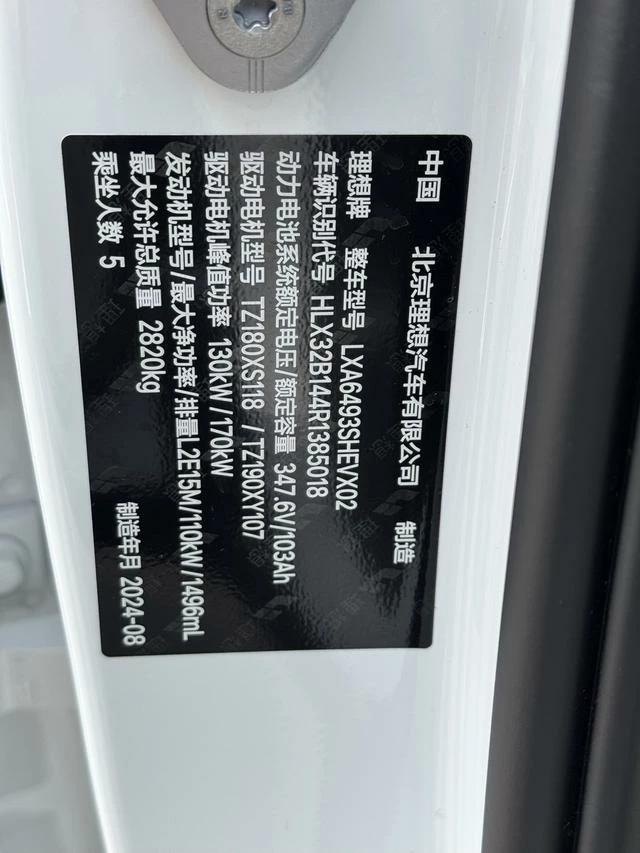 中国 北京理想汽车有限公司 制造
理想牌 整车型号 LXA6493SHEVX02
车辆识别代号 HLX32B144R1385018
动力电池系统额定电压/额定容量 347.6V/103Ah
驱动电机型号 TZ180XS118 / TZ190XY107
驱动电机峰值功率 130kW/170kW
发动机型号/最大净功率/排量L2E15M/110kW/1496mL
最大允许总质量 2820kg
乘坐人数 5 制造年月 2024-08